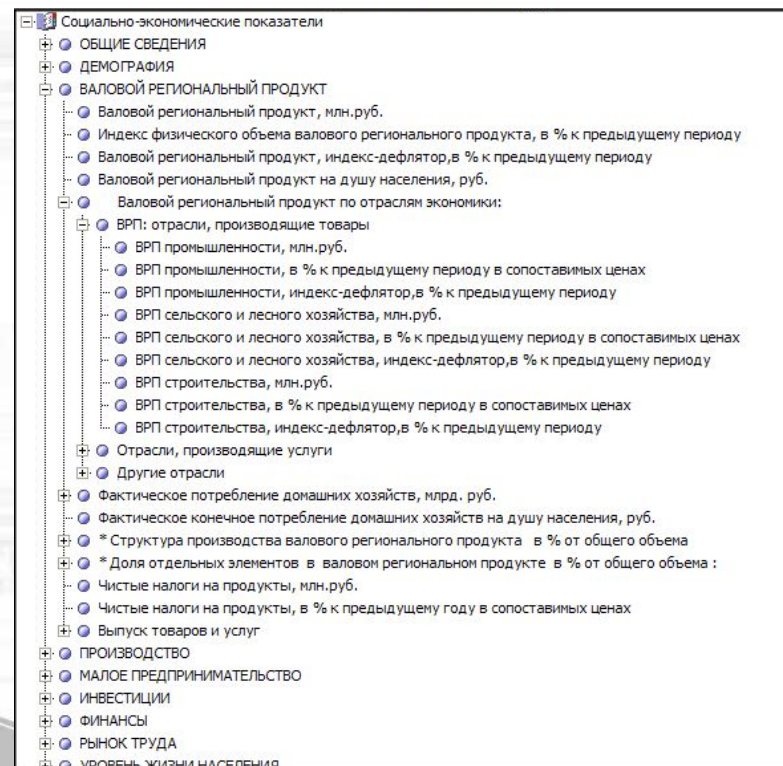 Социально-экономические показатели
ОБЩИЕ СВЕДЕНИЯ
ДЕМОГРАФИЯ
ВАЛОВОЙ РЕГИОНАЛЬНЫЙ ПРОДУКТ
Валовой региональный продукт, млн.руб.
Индекс физического объема валового регионального продукта, в % к предыдущему периоду
Валовой региональный продукт, индекс-дефлятор,в % к предыдущему периоду
Валовой региональный продукт на душу населения, руб.
Валовой региональный продукт по отраслям экономики:
ВРП: отрасли, производящие товары
ВРП промышленности, млн.руб.
ВРП промышленности, в % к предыдущему периоду в сопоставимых ценах
ВРП промышленности, индекс-дефлятор,в % к предыдущему периоду
ВРП сельского и лесного хозяйства, млн.руб.
ВРП сельского и лесного хозяйства, в % к предыдущему периоду в сопоставимых ценах
ВРП сельского и лесного хозяйства, индекс-дефлятор,в % к предыдущему периоду
ВРП строительства, млн.руб.
ВРП строительства, в % к предыдущему периоду в сопоставимых ценах
ВРП строительства, индекс-дефлятор,в % к предыдущему периоду
Отрасли, производящие услуги
Другие отрасли
Фактическое потребление домашних хозяйств, млрд. руб.
Фактическое конечное потребление домашних хозяйств на душу населения, руб.
* Структура производства валового регионального продукта в % от общего объема
* Доля отдельных элементов в валовом региональном продукте в % от общего объема :
Чистые налоги на продукты, млн.руб.
Чистые налоги на продукты, в % к предыдущему году в сопоставимых ценах
Выпуск товаров и услуг
ПРОИЗВОДСТВО
МАЛОЕ ПРЕДПРИНИМАТЕЛЬСТВО
ИНВЕСТИЦИИ
ФИНАНСЫ
РЫНОК ТРУДА
УРОВЕНЬ ЖИЗНИ НАСЕЛЕНИЯ